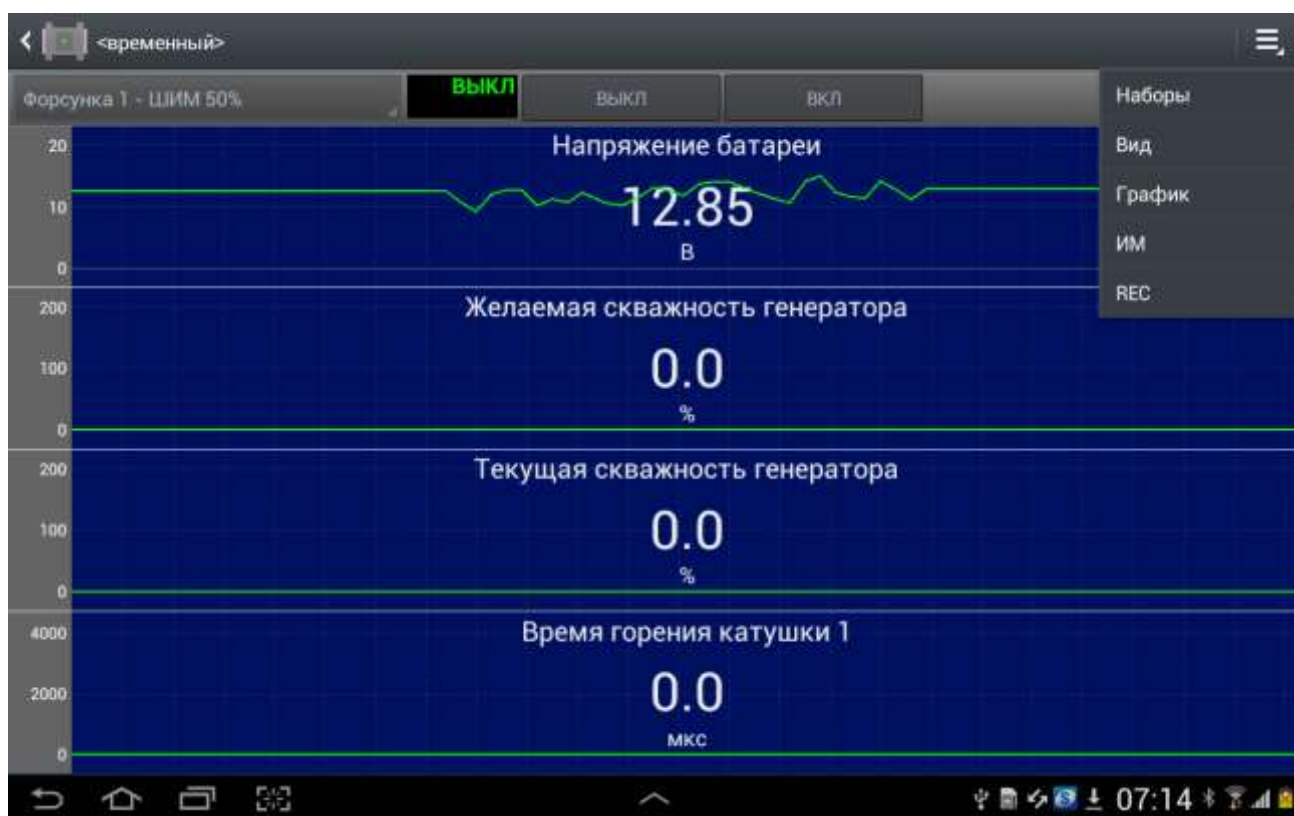 <временный>
Форсунка 1 - ШИМ 50%
ВЫКЛ
ВЫКЛ
ВКЛ
Наборы
Вид
График
ИМ
REC
Напряжение батареи
20
10
0
12.85
В
Желаемая скважность генератора
200
100
0
0.0
%
Текущая скважность генератора
200
100
0
0.0
%
Время горения катушки 1
4000
2000
0
0.0
мкс
07:14